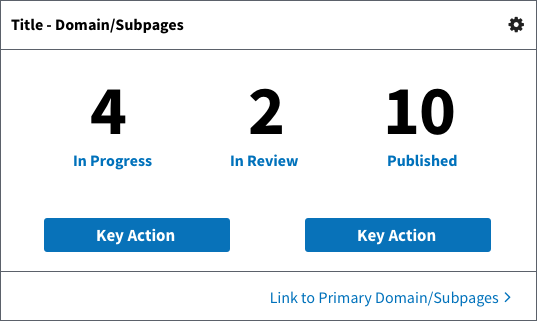 Title - Domain/Subpages
4 2 10
In Progress In Review Published
Key Action Key Action
Link to Primary Domain/Subpages